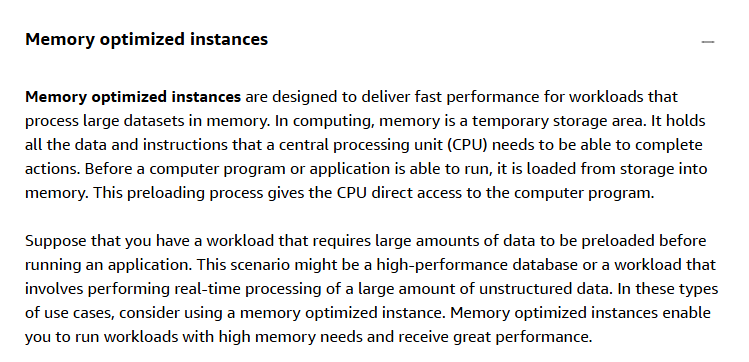 Memory optimized instances
Memory optimized instances are designed to deliver fast performance for workloads that
process large datasets in memory. In computing, memory is a temporary storage area. It holds
all the data and instructions that a central processing unit (CPU) needs to be able to complete
actions. Before a computer program or application is able to run, it is loaded from storage into
memory. This preloading process gives the CPU direct access to the computer program.
Suppose that you have a workload that requires large amounts of data to be preloaded before
running an application. This scenario might be a high-performance database or a workload that
involves performing real-time processing of a large amount of unstructured data. In these types
of use cases, consider using a memory optimized instance. Memory optimized instances enable
you to run workloads with high memory needs and receive great performance.